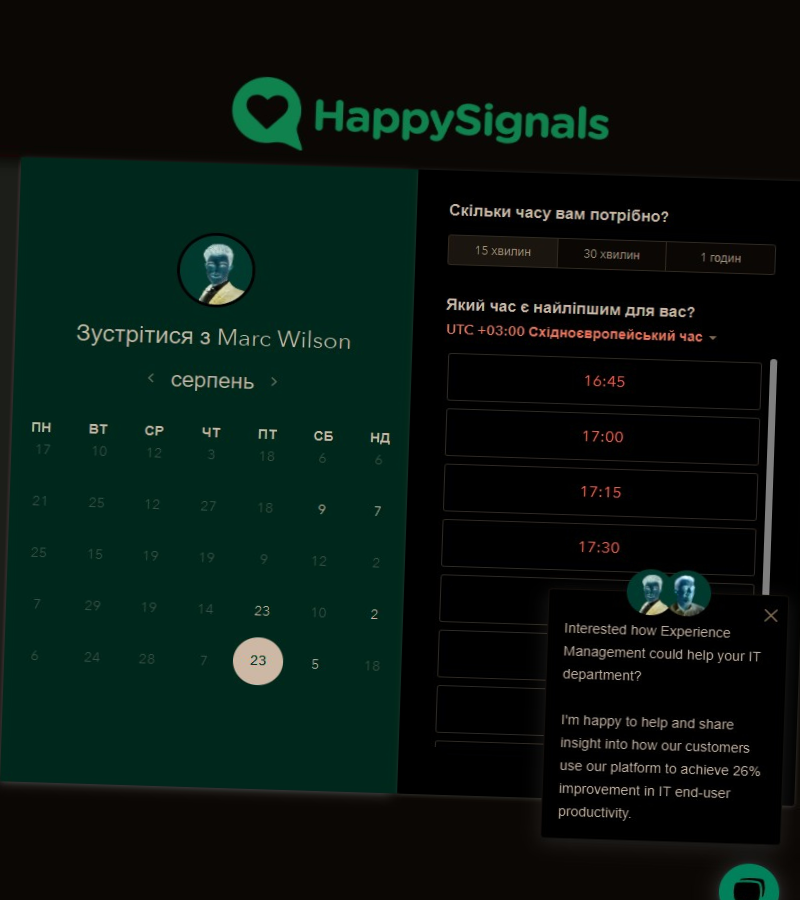 HappySignals
Зустрітися з Marc Wilson
серпень
ПН ВТ СР ЧТ ПТ СБ НД
17 10 12 3 18 6 6
21 25 12 27 18 9 7
25 15 19 19 9 12 2
7 29 19 14 23 10 2
6 24 28 7 23 5 18
Скільки часу вам потрібно?
15 хвилин 30 хвилин 1 годин
Який час є найліпшим для вас?
UTC +03:00 Східноєвропейський час
16:45
17:00
17:15
17:30
Interested how Experience
Management could help your IT
department?
I'm happy to help and share
insight into how our customers
use our platform to achieve 26%
improvement in IT end-user
productivity.